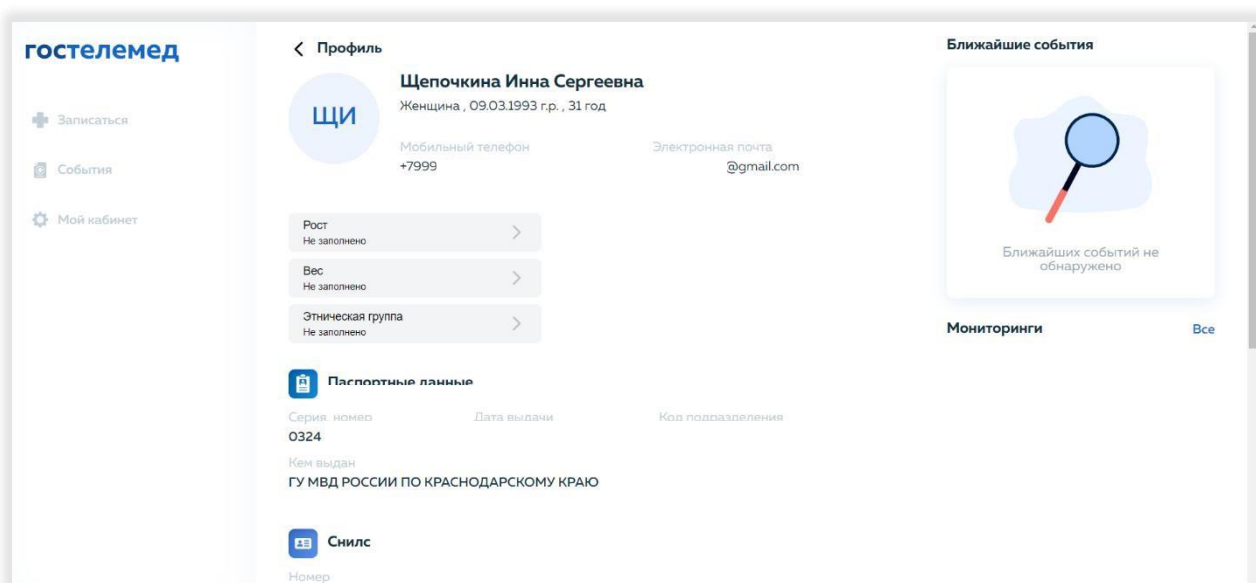 гостелемед
Записаться
События
Мой кабинет
Профиль
ЩИ
Щепочкина Инна Сергеевна
Женщина , 09.03.1993 г.р. , 31 год
Мобильный телефон
+7999
Электронная почта
@gmail.com
Рост
Не заполнено
Вес
Не заполнено
Этническая группа
Не заполнено
Паспортные данные
Серия, номер
0324
Дата выдачи
Код подразделения
Кем выдан
ГУ МВД РОССИИ ПО КРАСНОДАРСКОМУ КРАЮ
Снилс
Номер
Ближайшие события
Ближайших событий не
обнаружено
Мониторинги
Все